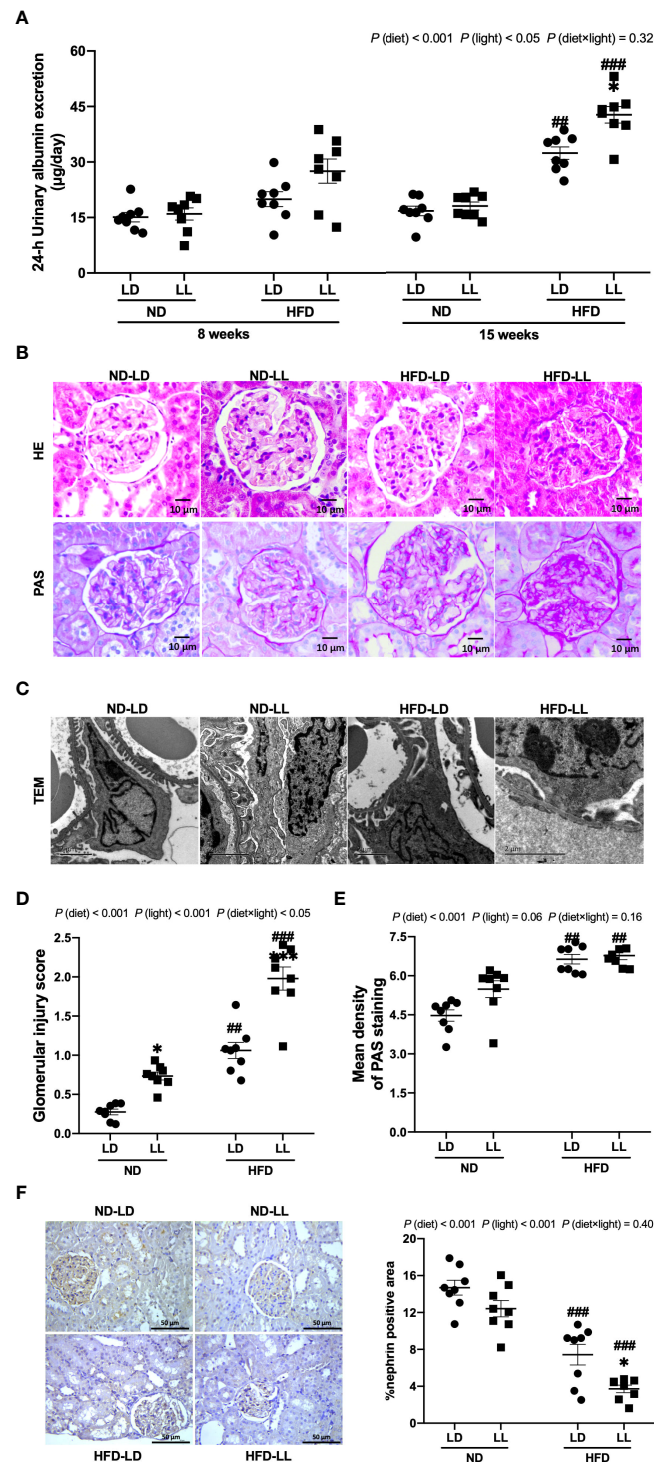 A
P (diet) < 0.001 P (light) < 0.05 P (diet×light) = 0.32
24-h Urinary albumin excretion
(μg/day)
60
45
30
15
0
##
###
*
LD LL LD LL LD LL LD LL
ND HFD ND HFD
8 weeks 15 weeks
B
ND-LD ND-LL HFD-LD HFD-LL
HE
10 μm 10 μm 10 μm 10 μm
PAS
10 μm 10 μm 10 μm 10 μm
C
ND-LD ND-LL HFD-LD HFD-LL
TEM
2 μm
D
P (diet) < 0.001 P (light) < 0.001 P (diet×light) < 0.05
Glomerular injury score
2.5
2.0
1.5
1.0
0.5
0.0
*
##
###
***
LD LL LD LL
ND HFD
E
P (diet) < 0.001 P (light) = 0.06 P (diet×light) = 0.16
Mean density
of PAS staining
7.5
6.0
4.5
3.0
1.5
0.0
## ##
LD LL LD LL
ND HFD
F
ND-LD ND-LL
50 μm 50 μm
50 μm 50 μm
HFD-LD HFD-LL
P (diet) < 0.001 P (light) < 0.001 P (diet×light) = 0.40
%nephrin positive area
20
16
12
8
4
0
###
###
*
LD LL LD LL
ND HFD